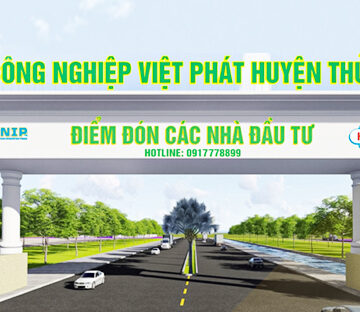 ÔNG NGHIỆP VIỆT PHÁT HUYỆN THỦ
NIP
ĐIỂM ĐÓN CÁC NHÀ ĐẦU TƯ
HOTLINE: 0917778899